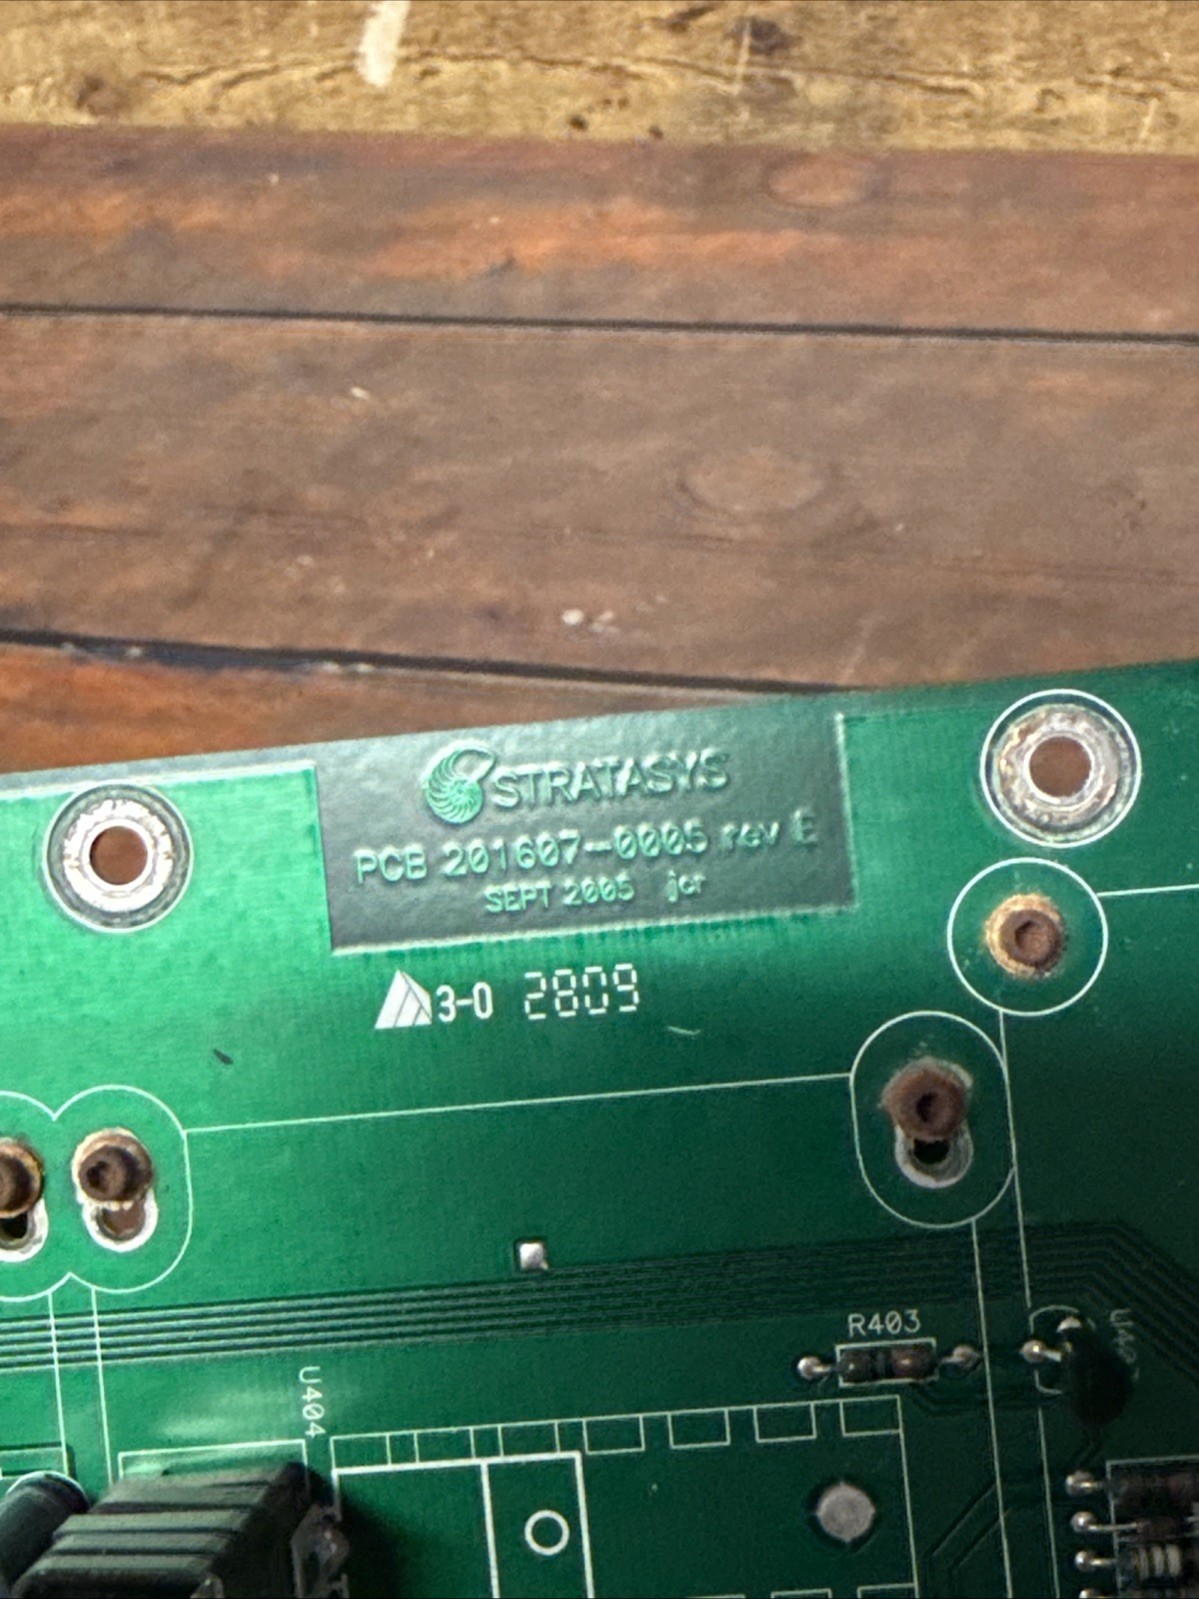 STRATASYS
PCB 201607-0005 rev E
SEPT 2005 jcr
3-0 2809
R403
U404